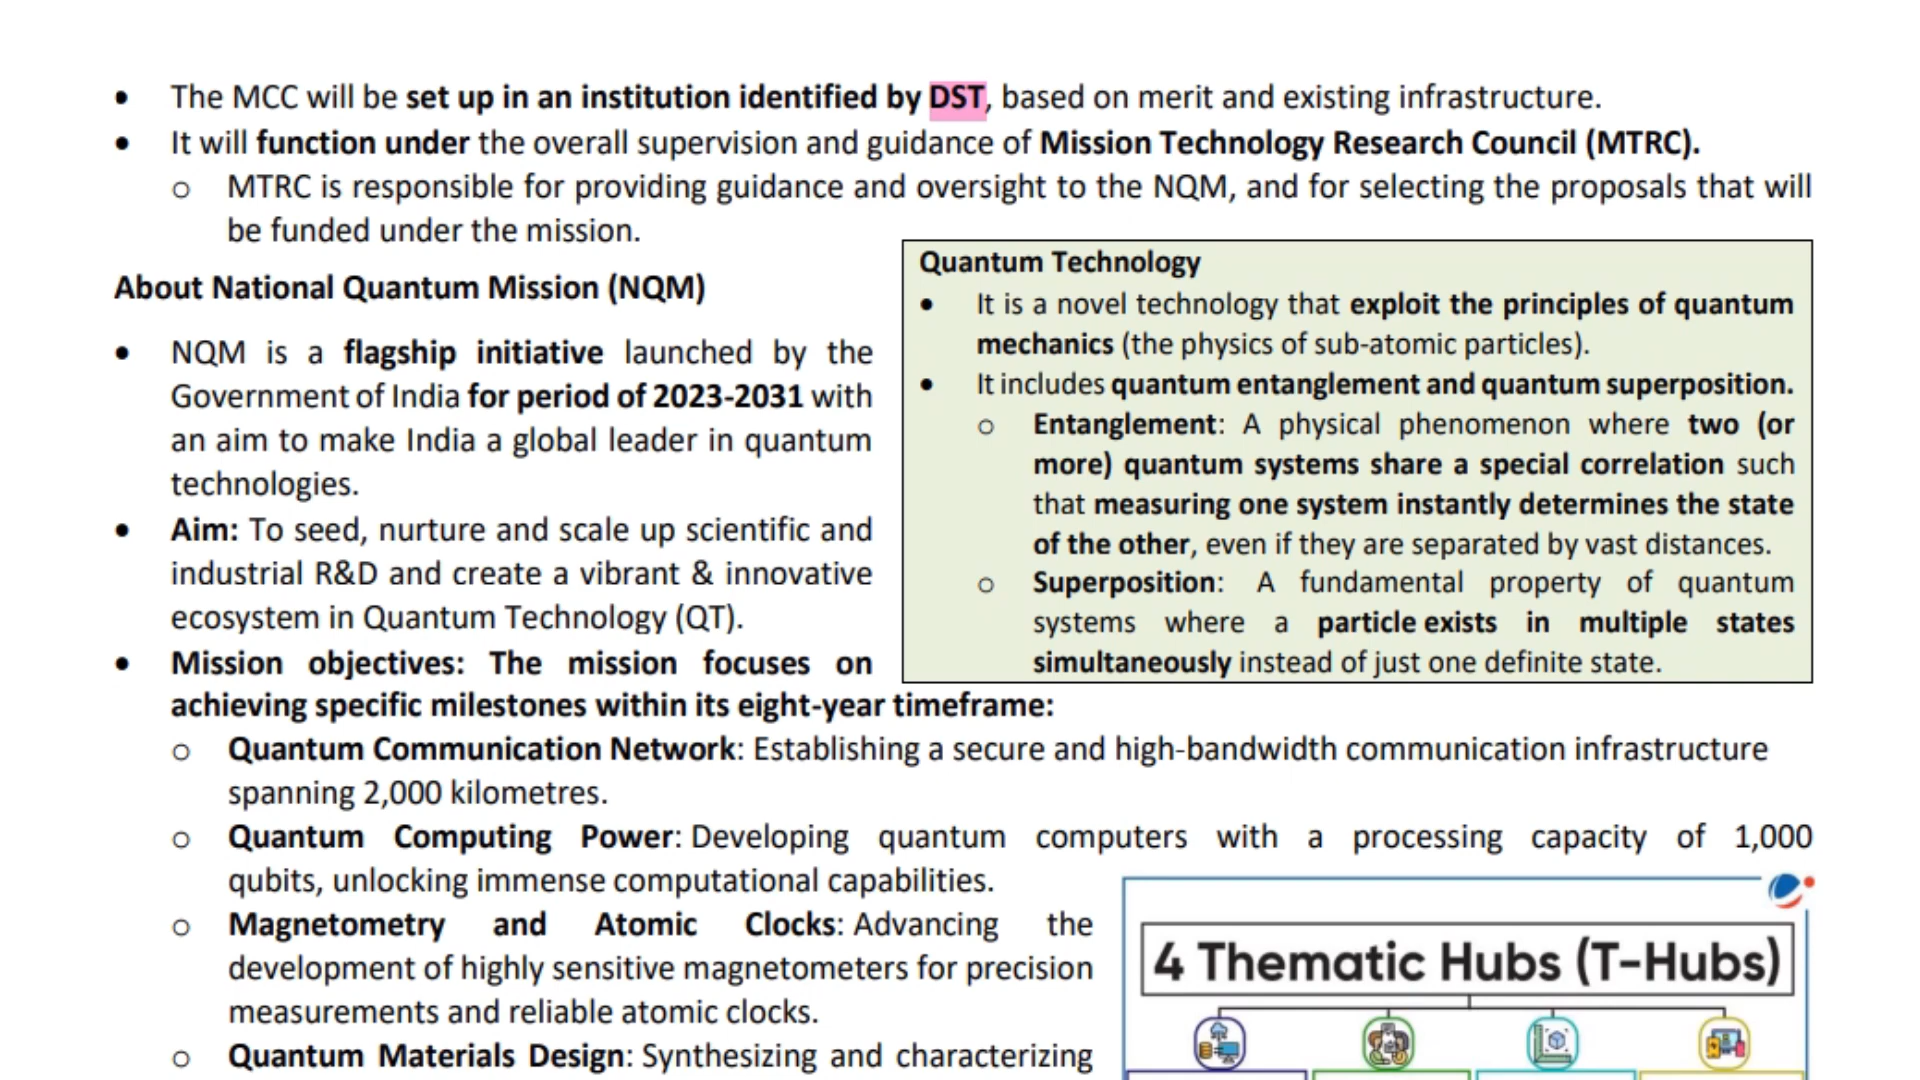 • The MCC will be set up in an institution identified by DST, based on merit and existing infrastructure.
• It will function under the overall supervision and guidance of Mission Technology Research Council (MTRC).
o MTRC is responsible for providing guidance and oversight to the NQM, and for selecting the proposals that will
be funded under the mission.
About National Quantum Mission (NQM)
• NQM is a flagship initiative launched by the
Government of India for period of 2023-2031 with
an aim to make India a global leader in quantum
technologies.
• Aim: To seed, nurture and scale up scientific and
industrial R&D and create a vibrant & innovative
ecosystem in Quantum Technology (QT).
• Mission objectives: The mission focuses on
achieving specific milestones within its eight-year timeframe:
Quantum Technology
• It is a novel technology that exploit the principles of quantum
mechanics (the physics of sub-atomic particles).
• It includes quantum entanglement and quantum superposition.
o Entanglement: A physical phenomenon where two (or
more) quantum systems share a special correlation such
that measuring one system instantly determines the state
of the other, even if they are separated by vast distances.
o Superposition: A fundamental property of quantum
systems where a particle exists in multiple states
simultaneously instead of just one definite state.
o Quantum Communication Network: Establishing a secure and high-bandwidth communication infrastructure
spanning 2,000 kilometres.
o Quantum Computing Power: Developing quantum computers with a processing capacity of 1,000
qubits, unlocking immense computational capabilities.
o Magnetometry and Atomic Clocks: Advancing the
development of highly sensitive magnetometers for precision
measurements and reliable atomic clocks.
o Quantum Materials Design: Synthesizing and characterizing
4 Thematic Hubs (T-Hubs)